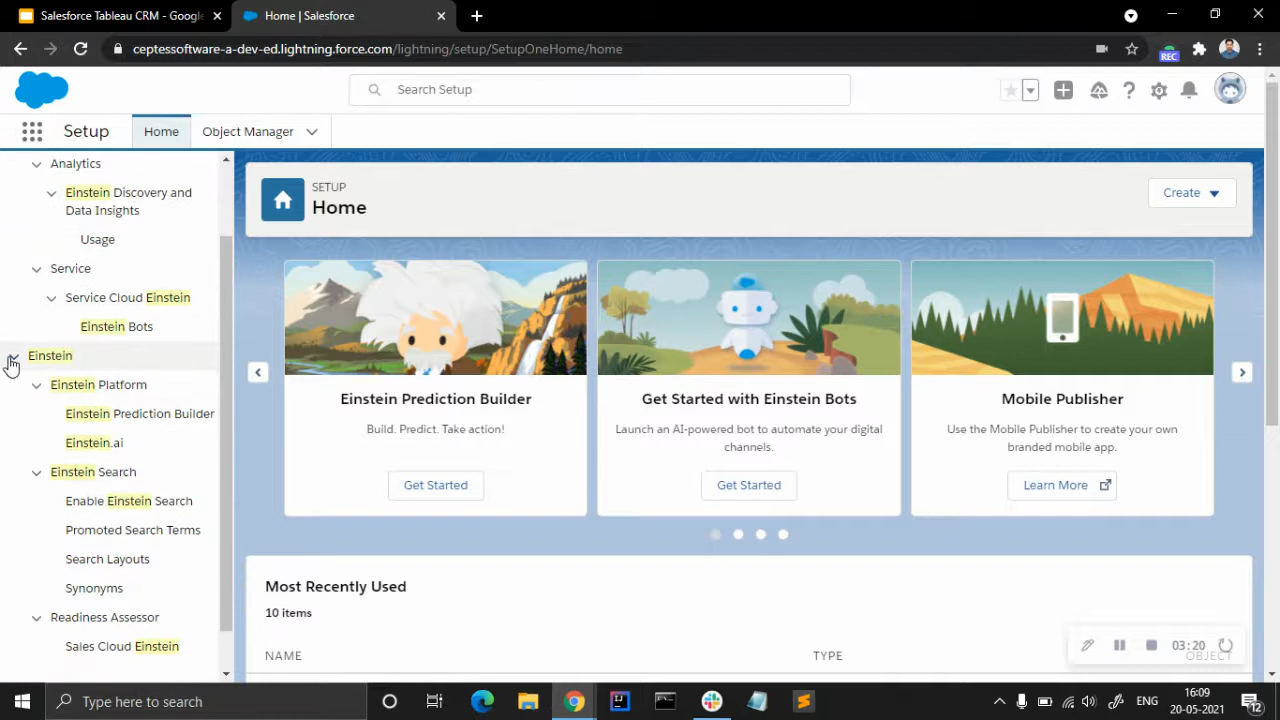 Salesforce Tableau CRM - Google
Home | Salesforce
ceptessoftware-a-dev-ed.lightning.force.com/lightning/setup/SetupOneHome/home
REC
Search Setup
Setup
Home
Object Manager
Analytics
Einstein Discovery and
Data Insights
Usage
Service
Service Cloud Einstein
Einstein Bots
Einstein
Einstein Platform
Einstein Prediction Builder
Einstein.ai
Einstein Search
Enable Einstein Search
Promoted Search Terms
Search Layouts
Synonyms
Readiness Assessor
Sales Cloud Einstein
SETUP
Home
Create
Einstein Prediction Builder
Build. Predict. Take action!
Get Started
Get Started with Einstein Bots
Launch an AI-powered bot to automate your digital
channels.
Get Started
Mobile Publisher
Use the Mobile Publisher to create your own
branded mobile app.
Learn More
Most Recently Used
10 items
NAME
TYPE
OBJECT
03:20
Type here to search
ENG
16:09
20-05-2021
12